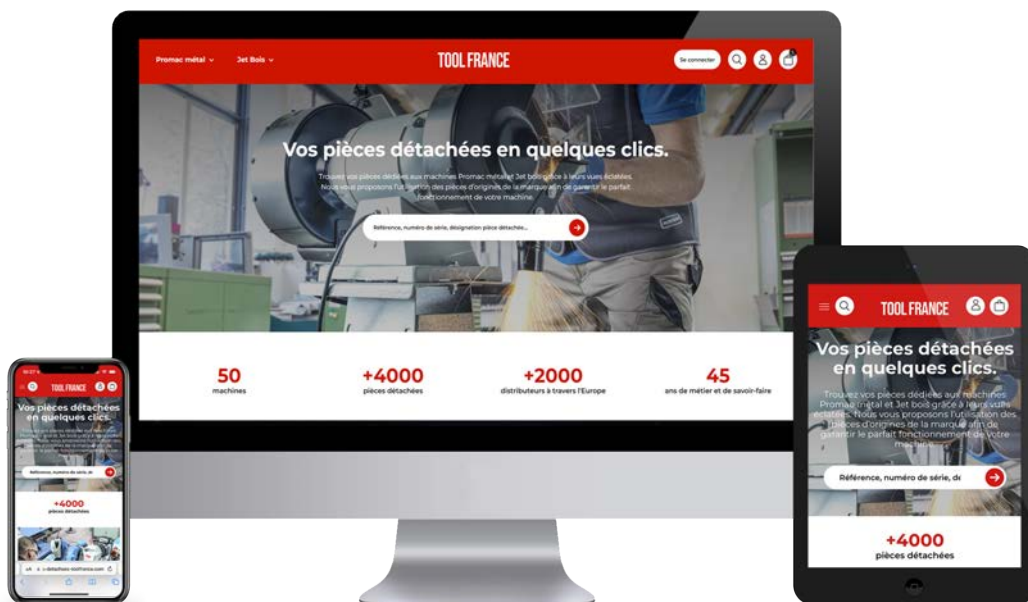 Promac métal
Jet Bois
TOOL FRANCE
Se connecter
1
Vos pièces détachées en quelques clics.
Trouvez vos pièces dédiées aux machines Promac métal et Jet bois grâce à leurs vues éclatées.
Nous vous proposons l'utilisation des pièces d'origines de la marque afin de garantir le parfait
fonctionnement de votre machine.
Référence, numéro de série, désignation pièce détachée...
50
machines
+4000
pièces détachées
+2000
distributeurs à travers l'Europe
45
ans de métier et de savoir-faire
TOOL FRANCE
Vos pièces détachées
en quelques clics.
Trouvez vos pièces dédiées aux machines
Promac métal et Jet bois grâce à leurs vues
éclatées. Nous vous proposons l'utilisation des
pièces d'origines de la marque afin de
garantir le parfait fonctionnement de votre
machine.
Référence, numéro de série, dé
+4000
pièces détachées
TOOL FRANCE
Vos pièces détachées
en quelques clics.
Référence, numéro de série, dé
+4000
pièces détachées